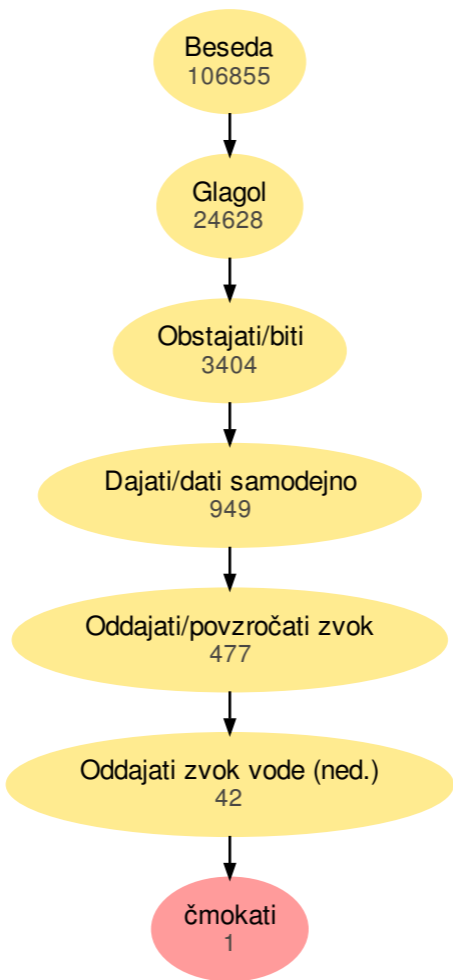 Beseda
106855
Glagol
24628
Obstajati/biti
3404
Dajati/dati samodejno
949
Oddajati/povzročati zvok
477
Oddajati zvok vode (ned.)
42
čmokati
1